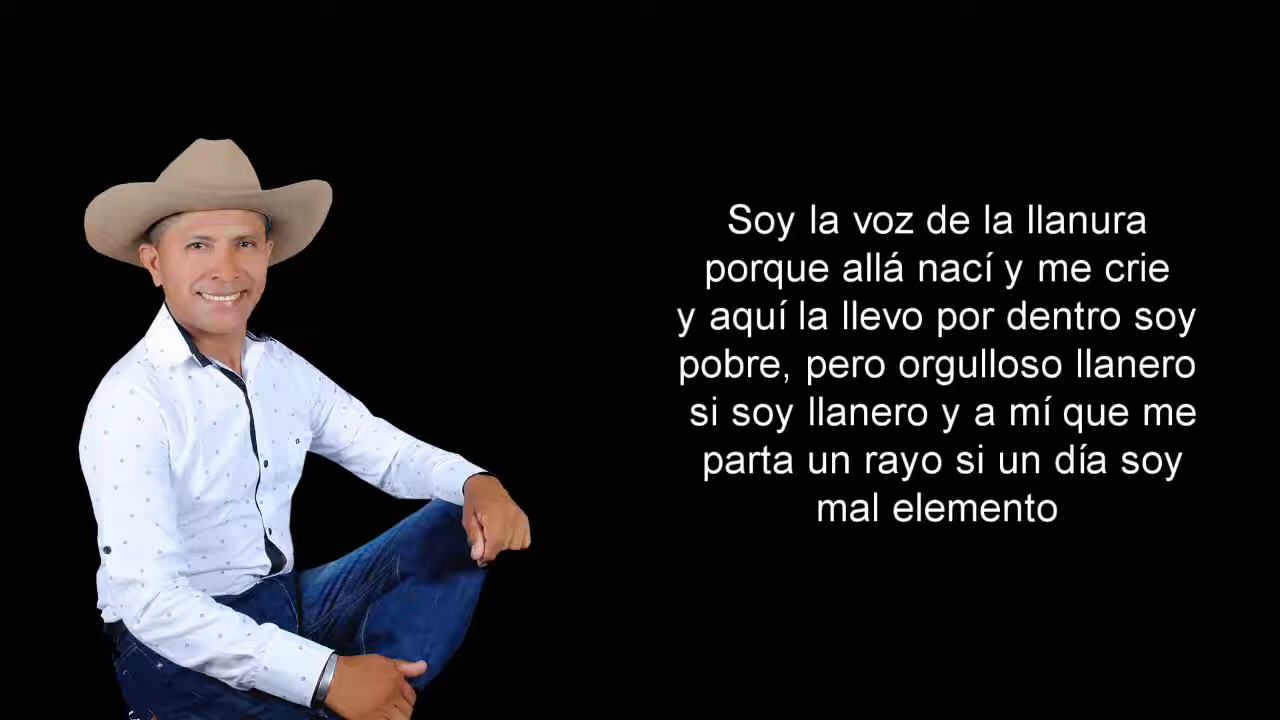 Soy la voz de la llanura
porque allá nací y me crie
y aquí la llevo por dentro soy
pobre, pero orgulloso llanero
si soy llanero y a mí que me
parta un rayo si un día soy
mal elemento